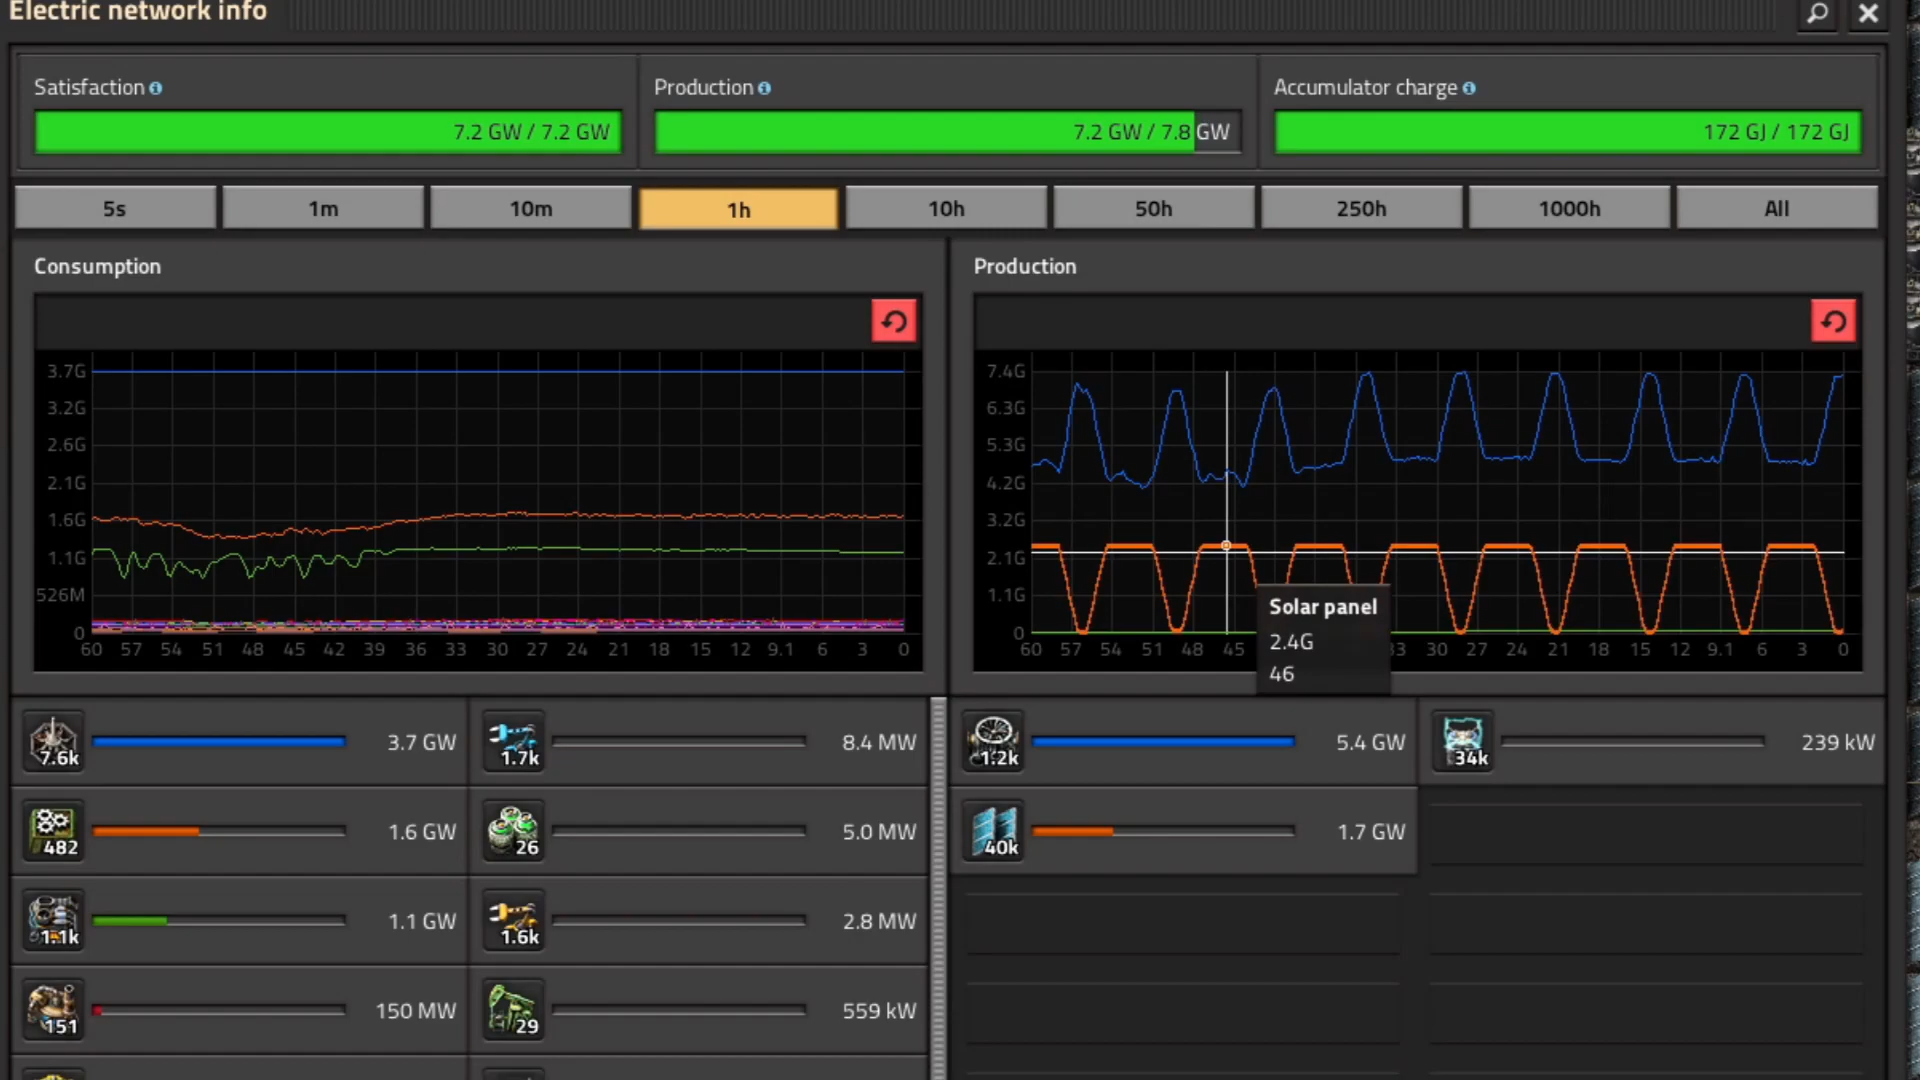 Electric network info
Satisfaction
Production
Accumulator charge
7.2 GW / 7.2 GW
7.2 GW / 7.8 GW
172 GJ / 172 GJ
5s 1m 10m 1h 10h 50h 250h 1000h All
Consumption
3.7G
3.2G
2.6G
2.1G
1.6G
1.1G
526M
0
60 57 54 51 48 45 42 39 36 33 30 27 24 21 18 15 12 9.1 6 3 0
Production
7.4G
6.3G
5.3G
4.2G
3.2G
2.1G
1.1G
0
60 57 54 51 48 45 33 30 27 24 21 18 15 12 9.1 6 3 0
Solar panel
2.4G
46
7.6k 3.7 GW
1.7k 8.4 MW
482 1.6 GW
26 5.0 MW
1.1k 1.1 GW
1.6k 2.8 MW
151 150 MW
29 559 kW
1.2k 5.4 GW
34k 239 kW
40k 1.7 GW